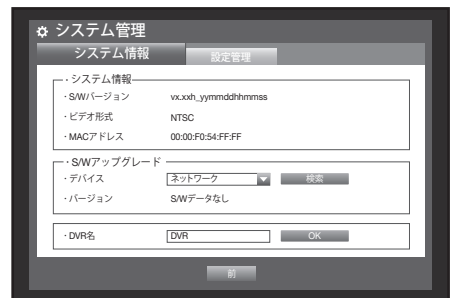 システム管理
システム情報 設定管理
・システム情報
・S/Wバージョン vx.xxh_yymmddhhmmss
・ビデオ形式 NTSC
・MACアドレス 00:00:F0:54:FF:FF
・S/Wアップグレード
・デバイス ネットワーク 検索
・バージョン S/Wデータなし
・DVR名 DVR OK
前